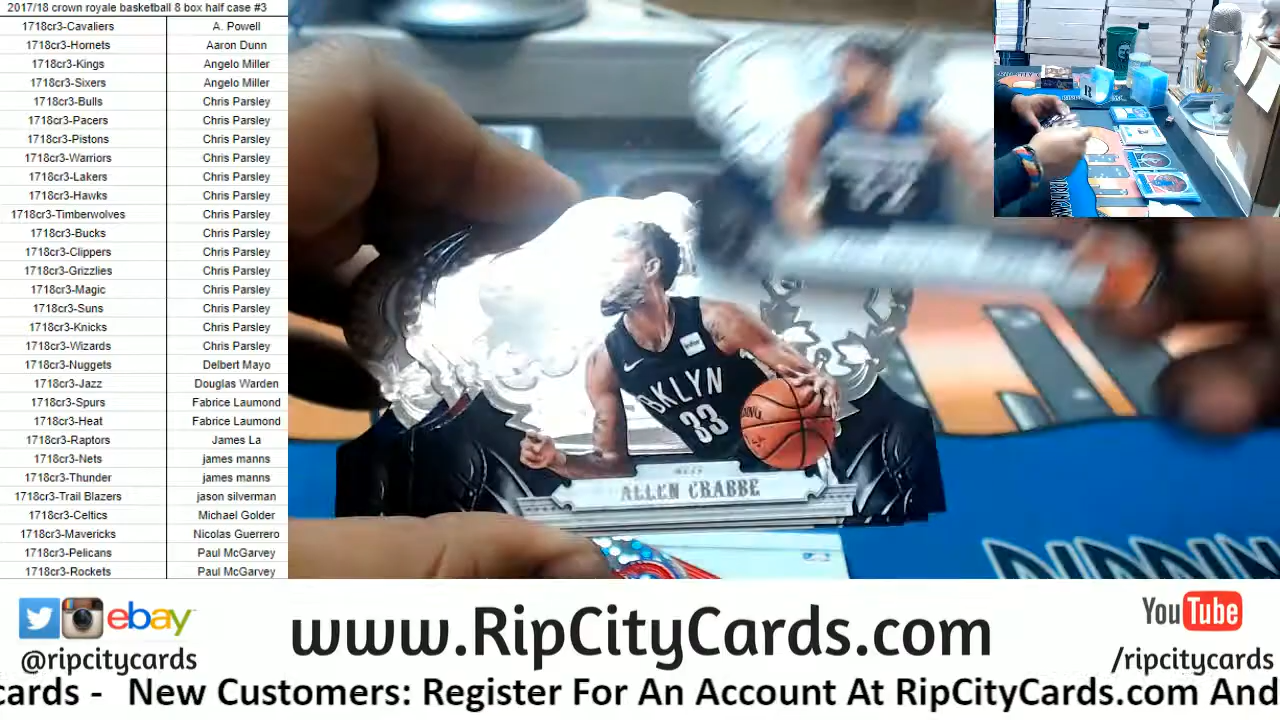 2017/18 crown royale basketball 8 box half case #3
1718cr3-Cavaliers A. Powell
1718cr3-Hornets Aaron Dunn
1718cr3-Kings Angelo Miller
1718cr3-Sixers Angelo Miller
1718cr3-Bulls Chris Parsley
1718cr3-Pacers Chris Parsley
1718cr3-Pistons Chris Parsley
1718cr3-Warriors Chris Parsley
1718cr3-Lakers Chris Parsley
1718cr3-Hawks Chris Parsley
1718cr3-Timberwolves Chris Parsley
1718cr3-Bucks Chris Parsley
1718cr3-Clippers Chris Parsley
1718cr3-Grizzlies Chris Parsley
1718cr3-Magic Chris Parsley
1718cr3-Suns Chris Parsley
1718cr3-Knicks Chris Parsley
1718cr3-Wizards Chris Parsley
1718cr3-Nuggets Delbert Mayo
1718cr3-Jazz Douglas Warden
1718cr3-Spurs Fabrice Laumond
1718cr3-Heat Fabrice Laumond
1718cr3-Raptors James La
1718cr3-Nets james manns
1718cr3-Thunder james manns
1718cr3-Trail Blazers jason silverman
1718cr3-Celtics Michael Golder
1718cr3-Mavericks Nicolas Guerrero
1718cr3-Pelicans Paul McGarvey
1718cr3-Rockets Paul McGarvey
BKLYN
33
NETS
ALLEN CRABBE
ebay
@ripcitycards
www.RipCityCards.com
YouTube
/ripcitycards
cards - New Customers: Register For An Account At RipCityCards.com And